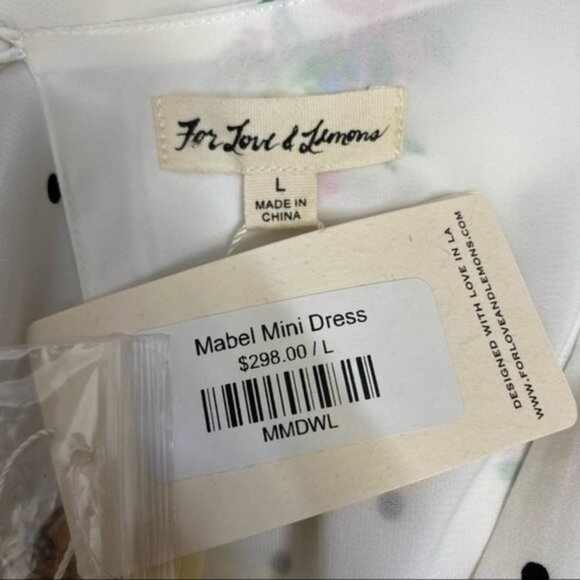 For Love & Lemons
L
MADE IN
CHINA
Mabel Mini Dress
$298.00 / L
MMDWL
DESIGNED WITH LOVE IN LA
WWW.FORLOVEANDLEMONS.COM